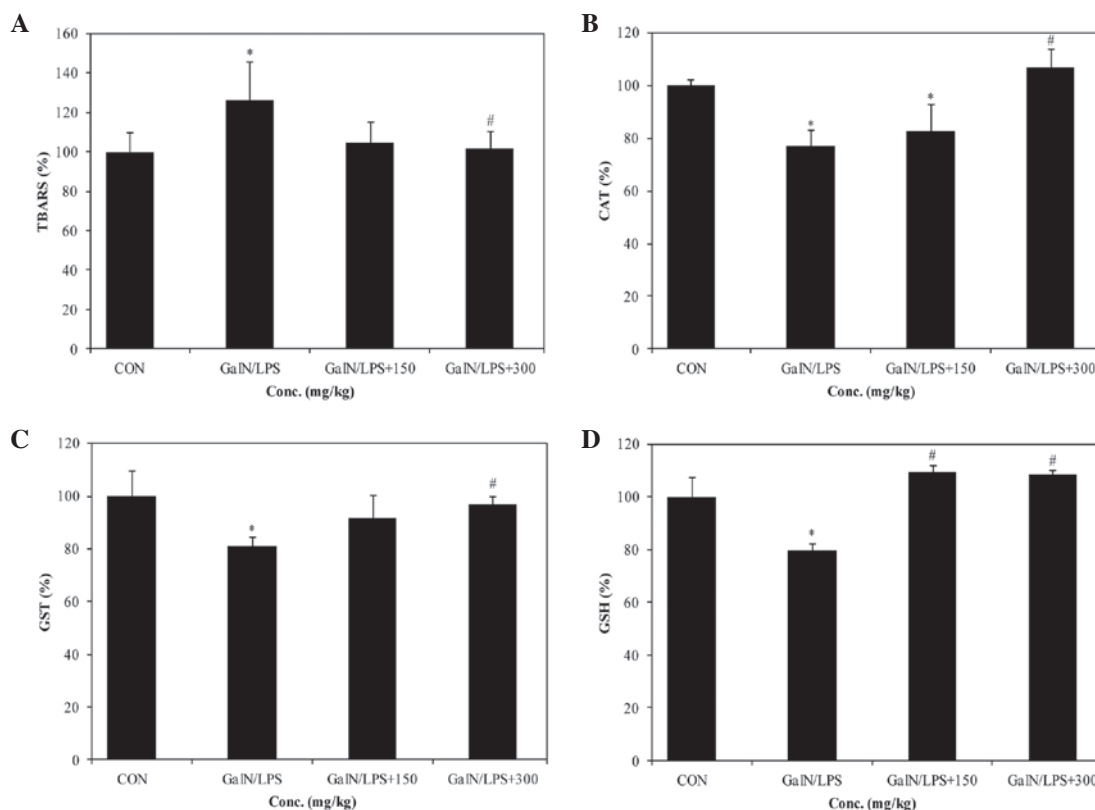 A
160
140
120
100
80
60
40
20
0
TBARS (%)
*
#
CON GalN/LPS GalN/LPS+150 GalN/LPS+300
Conc. (mg/kg)
B
120
100
80
60
40
20
0
CAT (%)
*
*
#
CON GalN/LPS GalN/LPS+150 GalN/LPS+300
Conc. (mg/kg)
C
120
100
80
60
40
20
0
GST (%)
*
#
CON GalN/LPS GalN/LPS+150 GalN/LPS+300
Conc. (mg/kg)
D
120
100
80
60
40
20
0
GSH (%)
*
#
#
CON GalN/LPS GalN/LPS+150 GalN/LPS+300
Conc. (mg/kg)